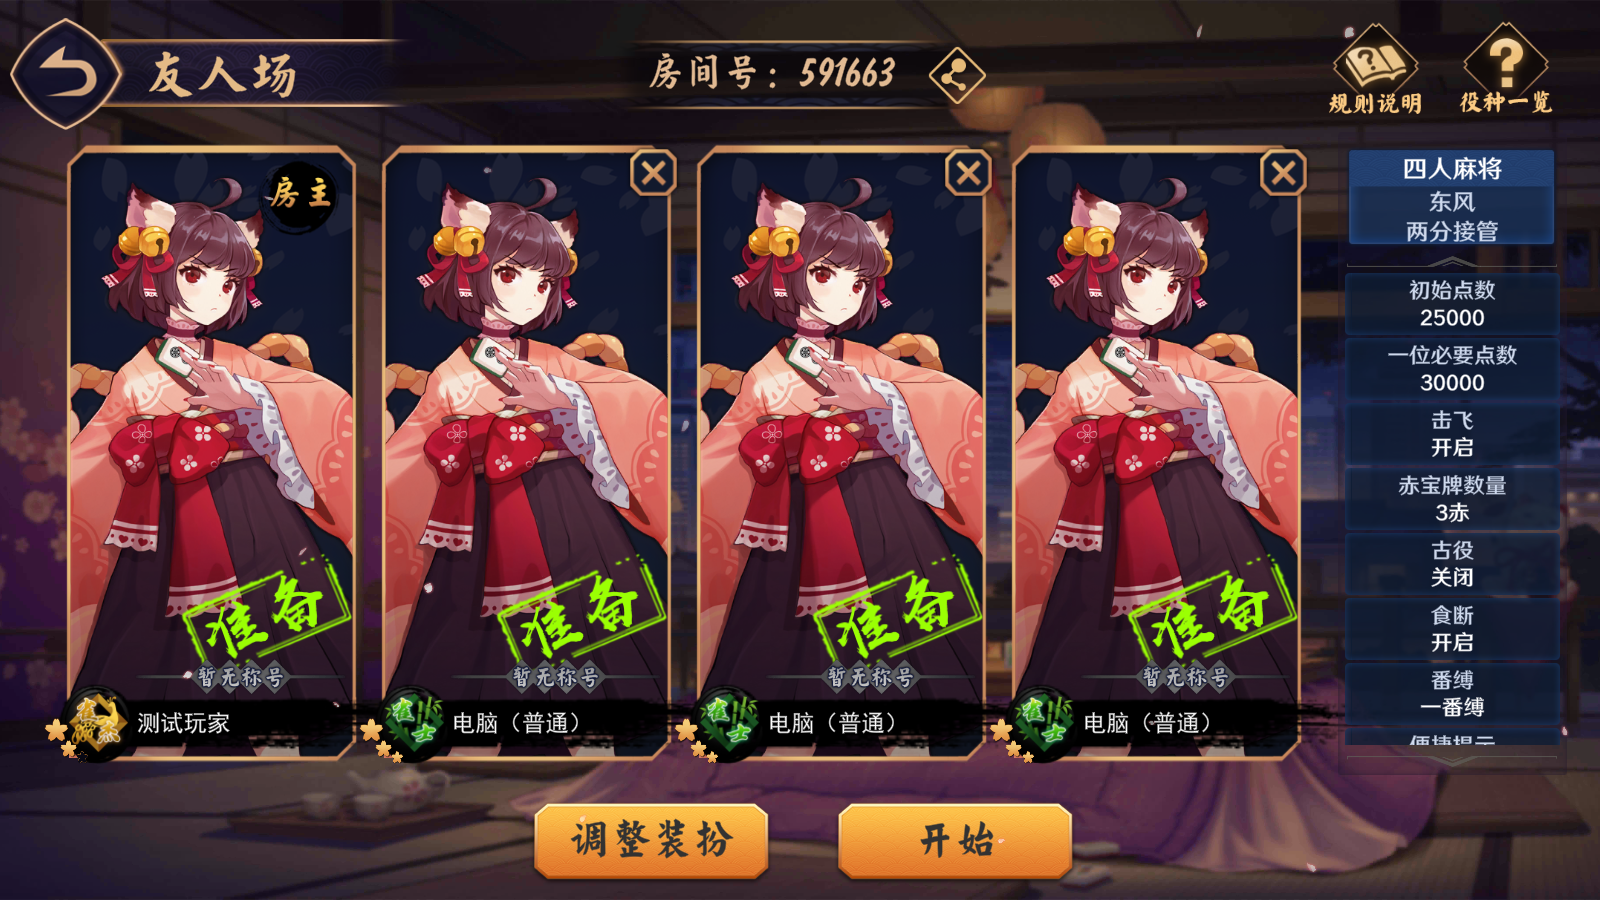 友人场
房间号：591663
规则说明
役种一览
房主
准备
暂无称号
雀杰
测试玩家
准备
暂无称号
雀士
电脑（普通）
准备
暂无称号
雀士
电脑（普通）
准备
暂无称号
雀士
电脑（普通）
四人麻将
东风
两分接管
初始点数
25000
一位必要点数
30000
击飞
开启
赤宝牌数量
3赤
古役
关闭
食断
开启
番缚
一番缚
便捷提示
调整装扮
开始